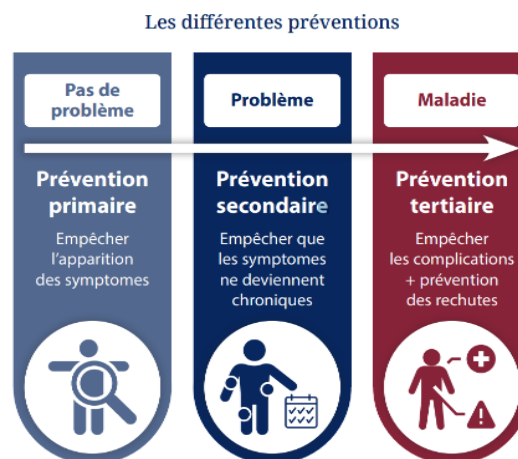 Les différentes préventions
Pas de
problème
Prévention
primaire
Empêcher
l'apparition
des symptomes
Problème
Prévention
secondaire
Empêcher que
les symptomes
ne deviennent
chroniques
Maladie
Prévention
tertiaire
Empêcher
les complications
+ prévention
des rechutes